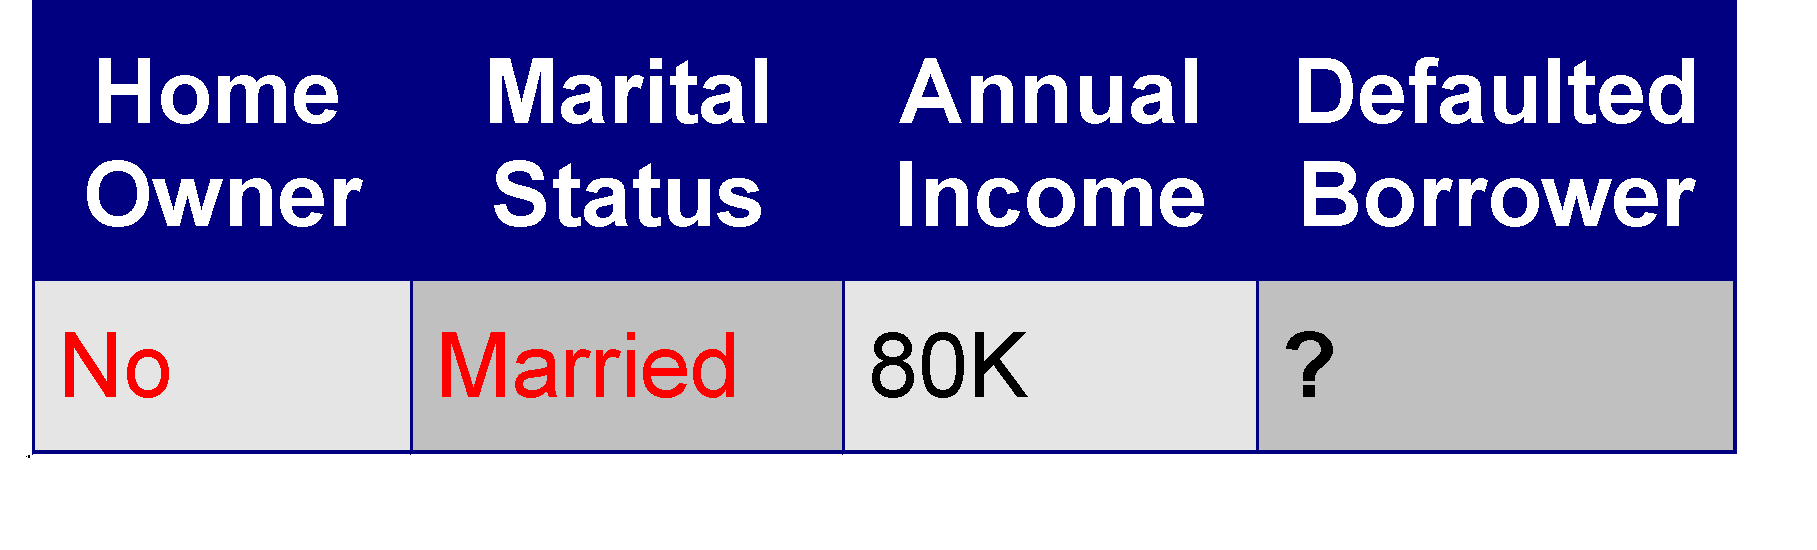 Home Owner Marital Status Annual Income Defaulted Borrower
No Married 80K ?